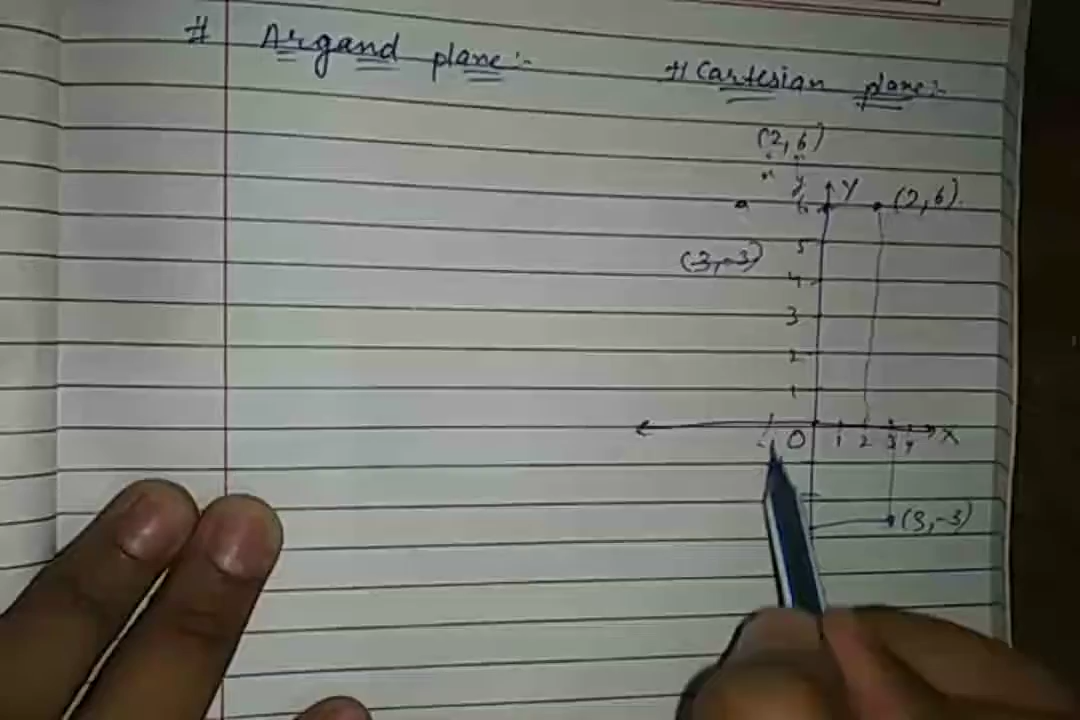 # Argand plane :-
# Cartesian plane :-
(2, 6)
x y
Y
6 (2, 6)
5
(3, -3)
4
3
2
1
O 1 2 3 4 X
(3, -3)